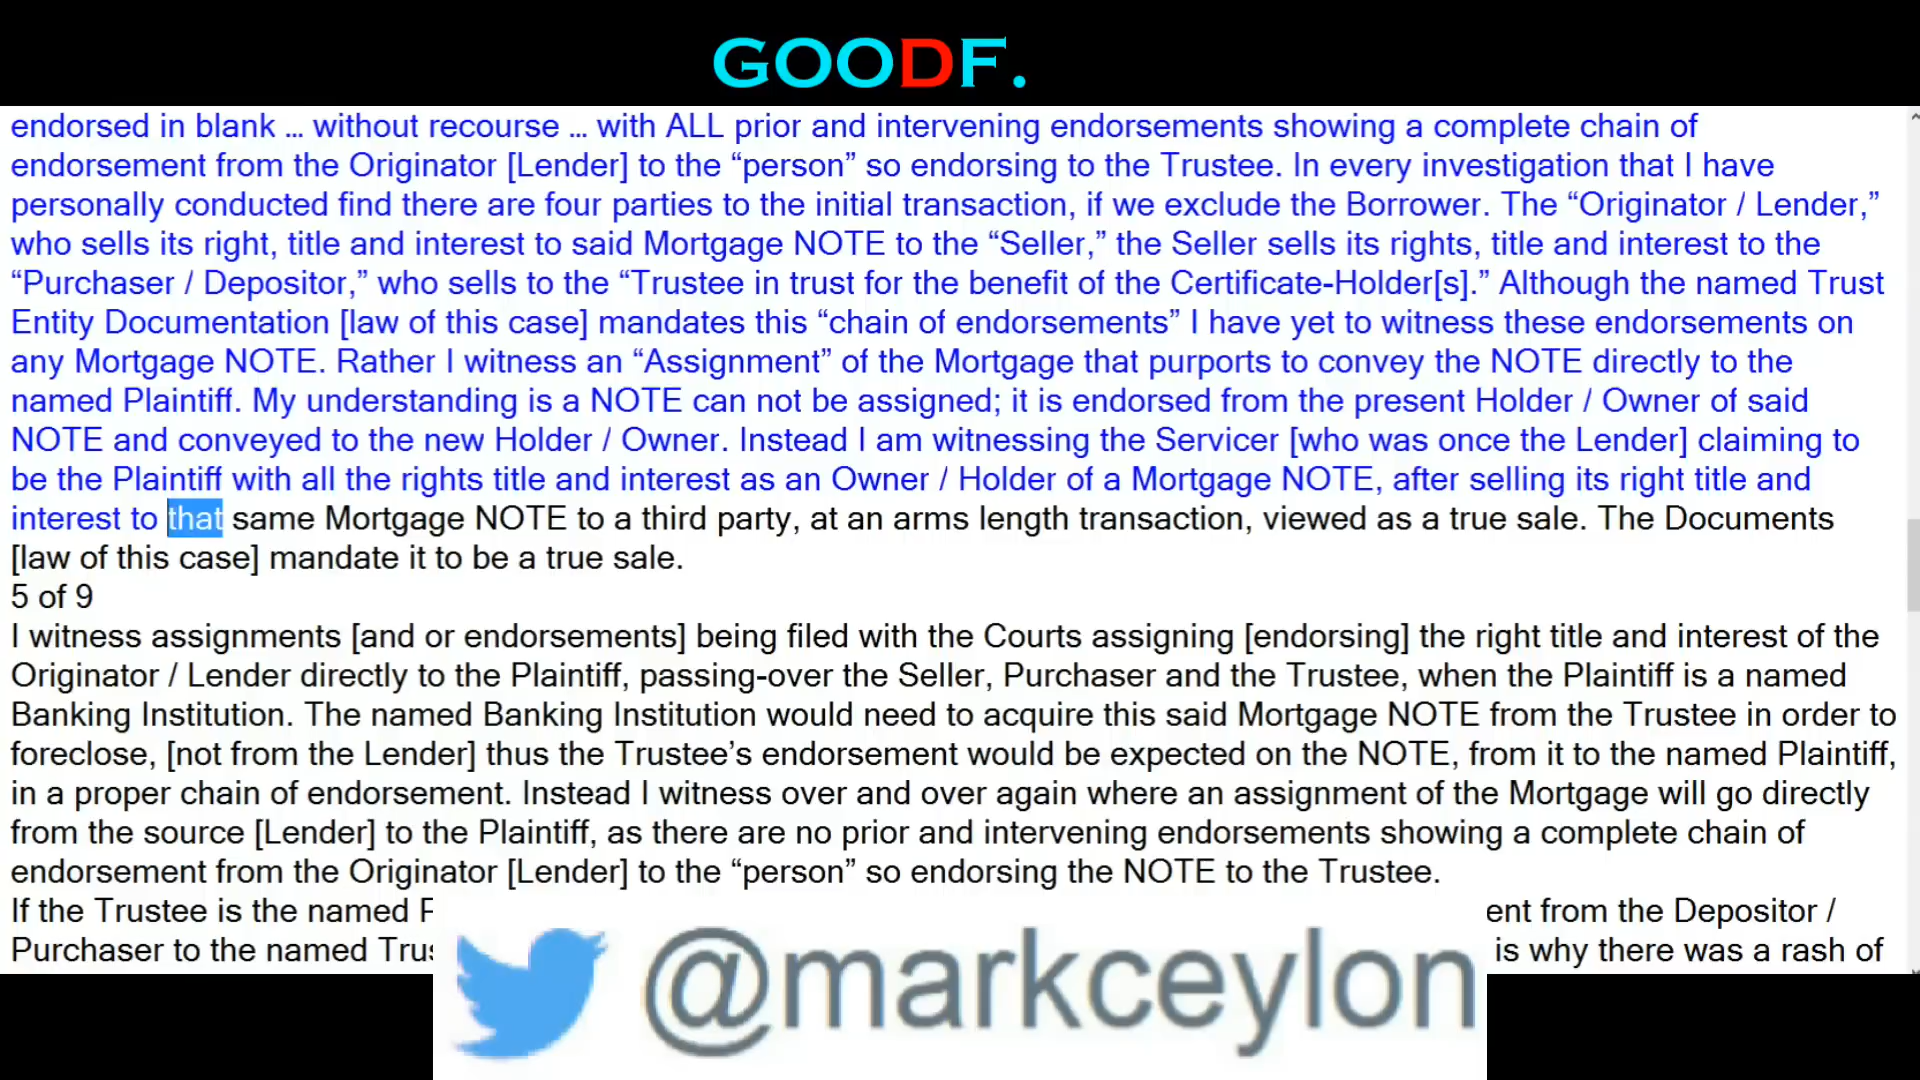 GOODF.
endorsed in blank ... without recourse ... with ALL prior and intervening endorsements showing a complete chain of
endorsement from the Originator [Lender] to the “person” so endorsing to the Trustee. In every investigation that I have
personally conducted find there are four parties to the initial transaction, if we exclude the Borrower. The “Originator / Lender,”
who sells its right, title and interest to said Mortgage NOTE to the “Seller,” the Seller sells its rights, title and interest to the
“Purchaser / Depositor,” who sells to the “Trustee in trust for the benefit of the Certificate-Holder[s].” Although the named Trust
Entity Documentation [law of this case] mandates this “chain of endorsements” I have yet to witness these endorsements on
any Mortgage NOTE. Rather I witness an “Assignment” of the Mortgage that purports to convey the NOTE directly to the
named Plaintiff. My understanding is a NOTE can not be assigned; it is endorsed from the present Holder / Owner of said
NOTE and conveyed to the new Holder / Owner. Instead I am witnessing the Servicer [who was once the Lender] claiming to
be the Plaintiff with all the rights title and interest as an Owner / Holder of a Mortgage NOTE, after selling its right title and
interest to that same Mortgage NOTE to a third party, at an arms length transaction, viewed as a true sale. The Documents
[law of this case] mandate it to be a true sale.
5 of 9
I witness assignments [and or endorsements] being filed with the Courts assigning [endorsing] the right title and interest of the
Originator / Lender directly to the Plaintiff, passing-over the Seller, Purchaser and the Trustee, when the Plaintiff is a named
Banking Institution. The named Banking Institution would need to acquire this said Mortgage NOTE from the Trustee in order to
foreclose, [not from the Lender] thus the Trustee’s endorsement would be expected on the NOTE, from it to the named Plaintiff,
in a proper chain of endorsement. Instead I witness over and over again where an assignment of the Mortgage will go directly
from the source [Lender] to the Plaintiff, as there are no prior and intervening endorsements showing a complete chain of
endorsement from the Originator [Lender] to the “person” so endorsing the NOTE to the Trustee.
If the Trustee is the named ent from the Depositor /
Purchaser to the named is why there was a rash of
@markceylon